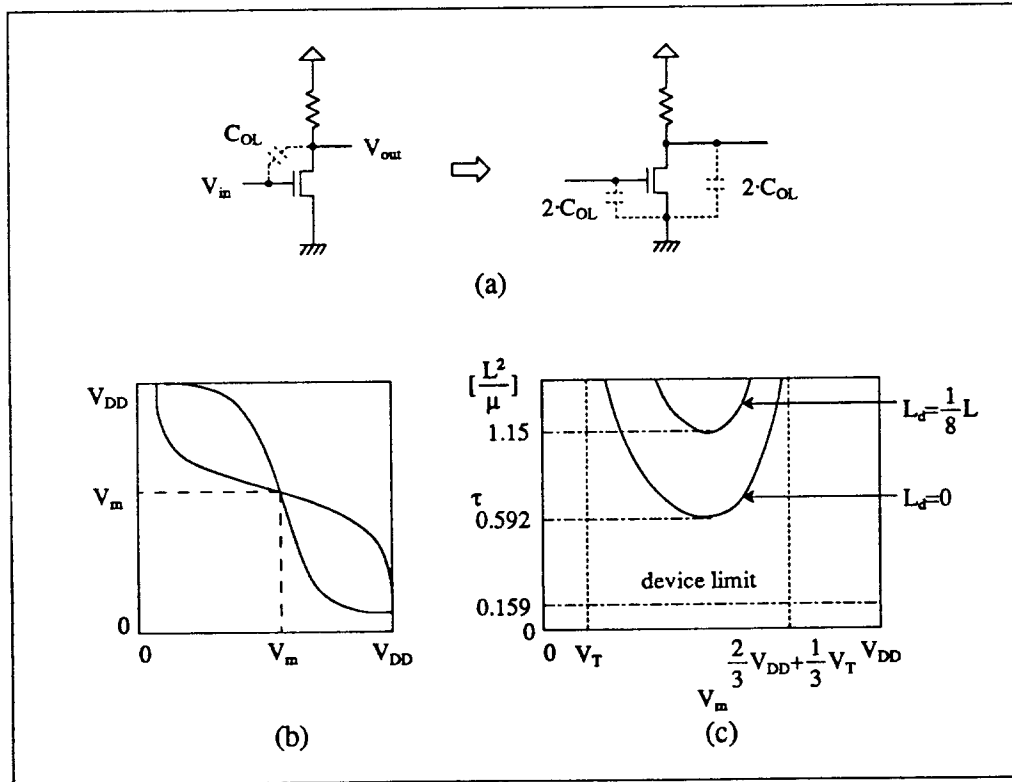 C_OL
V_out
V_in
2·C_OL
2·C_OL
(a)
V_DD
V_m
0
0
V_m
V_DD
(b)
[L²/μ]
1.15
τ
0.592
0.159
0
device limit
L_d=1/8 L
L_d=0
0
V_T
2/3 V_DD+1/3 V_T
V_DD
V_m
(c)